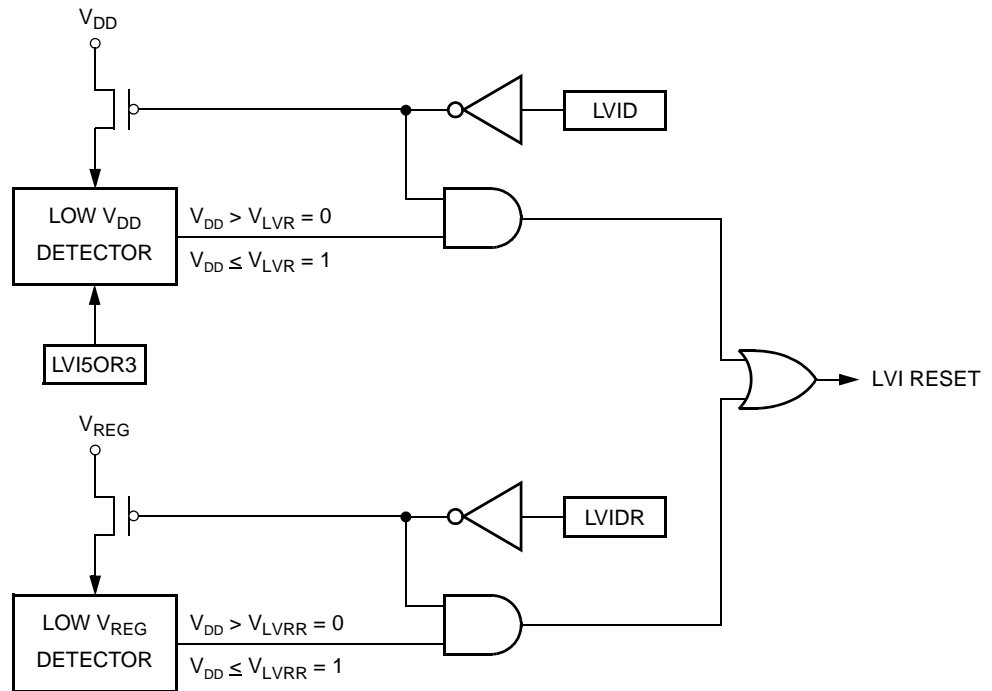 VDD
LVID
LOW VDD
DETECTOR
VDD > VLVR = 0
VDD ≤ VLVR = 1
LVI5OR3
LVI RESET
VREG
LVIDR
LOW VREG
DETECTOR
VDD > VLVRR = 0
VDD ≤ VLVRR = 1